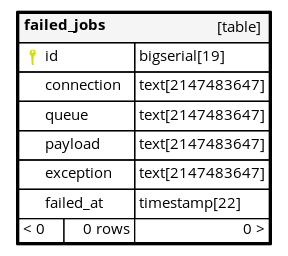 failed_jobs [table]
id bigserial[19]
connection text[2147483647]
queue text[2147483647]
payload text[2147483647]
exception text[2147483647]
failed_at timestamp[22]
< 0 0 rows 0 >